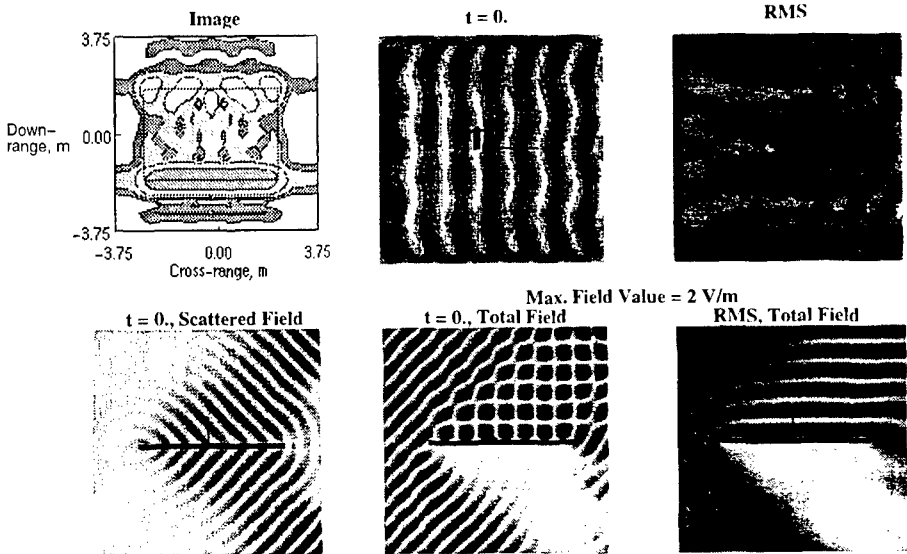 Image
t = 0.
RMS
3.75
Down-
range, m
0.00
-3.75
-3.75
0.00
3.75
Cross-range, m
Max. Field Value = 2 V/m
t = 0., Scattered Field
t = 0., Total Field
RMS, Total Field